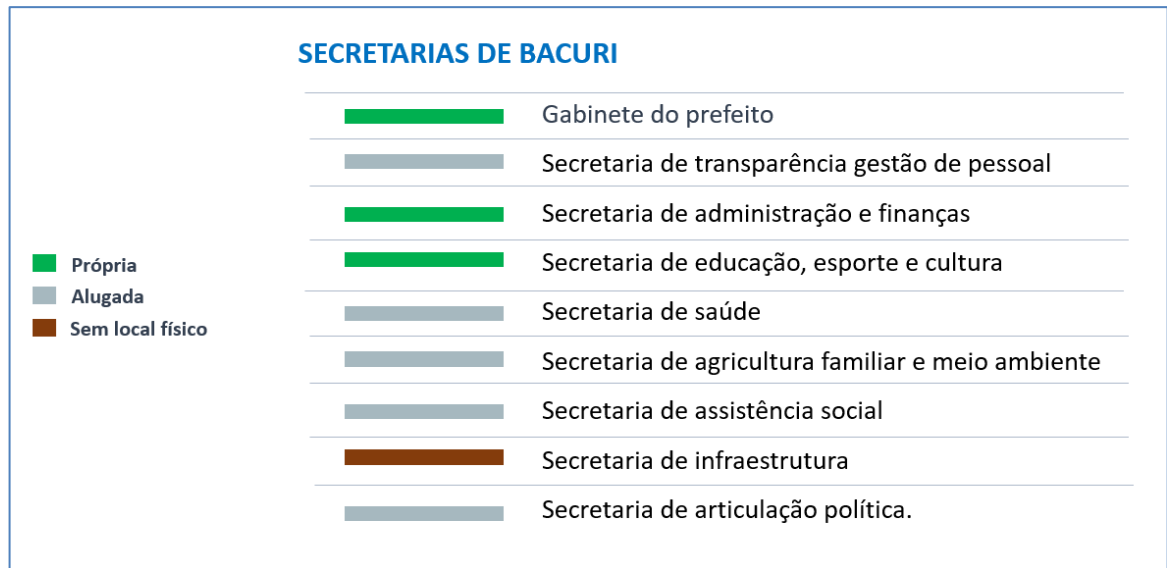 SECRETARIAS DE BACURI
Gabinete do prefeito
Secretaria de transparência gestão de pessoal
Secretaria de administração e finanças
Secretaria de educação, esporte e cultura
Secretaria de saúde
Secretaria de agricultura familiar e meio ambiente
Secretaria de assistência social
Secretaria de infraestrutura
Secretaria de articulação política.
Própria
Alugada
Sem local físico